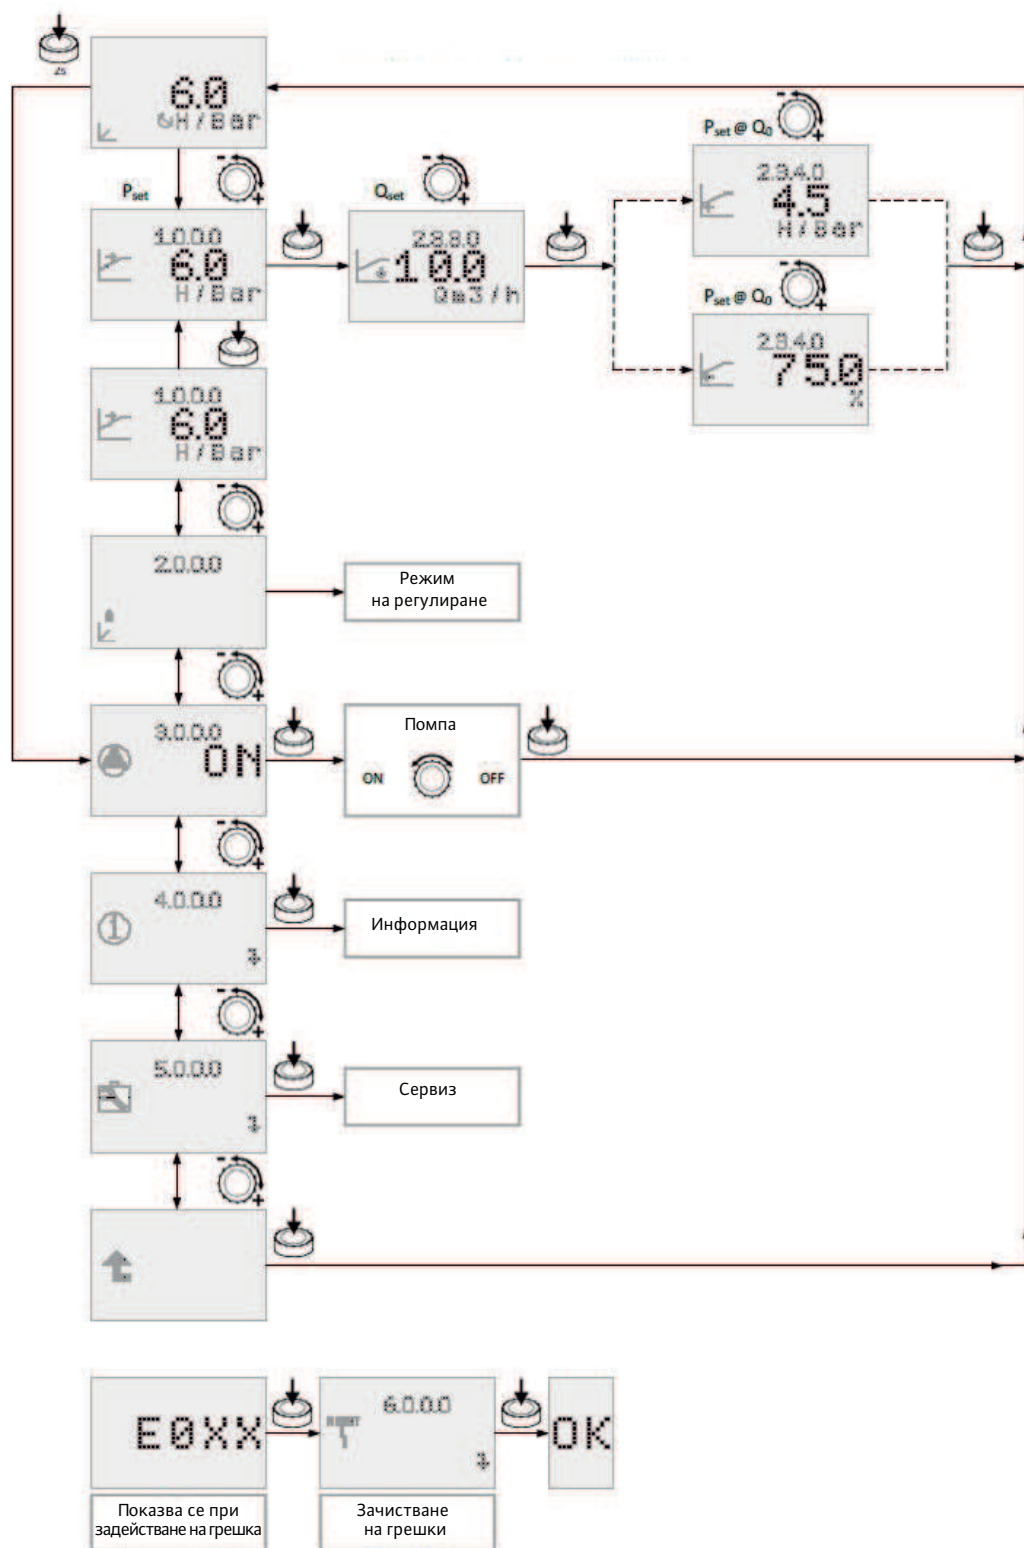 2s
6.0
H/Bar
Pset
1.0.0.0
6.0
H/Bar
Qset
2.3.3.0
10.0
Qm3/h
Pset @ Q0
2.3.4.0
4.5
H/Bar
Pset @ Q0
2.3.4.0
75.0
%
1.0.0.0
6.0
H/Bar
2.0.0.0
Режим
на регулиране
3.0.0.0
ON
Помпа
ON
OFF
4.0.0.0
Информация
5.0.0.0
Сервиз
E0XX
6.0.0.0
OK
Показва се при
задействане на грешка
Зачистване
на грешки